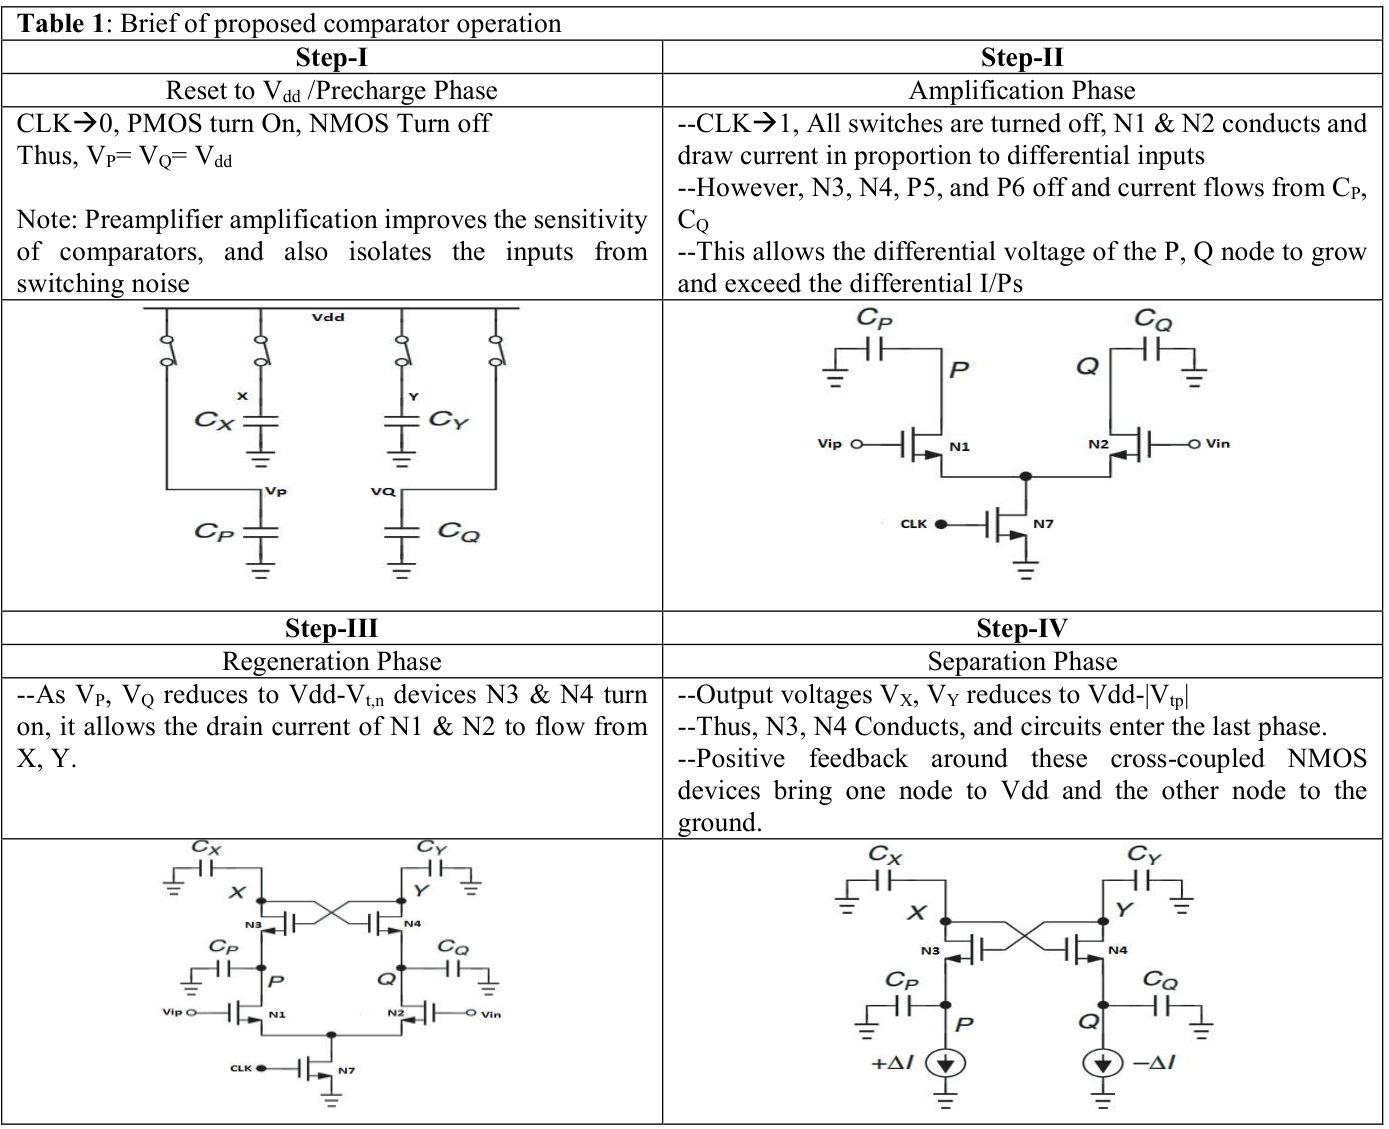 Table 1: Brief of proposed comparator operation
Step-I
Reset to Vdd /Precharge Phase
CLK→0, PMOS turn On, NMOS Turn off
Thus, VP= VQ= Vdd
Note: Preamplifier amplification improves the sensitivity
of comparators, and also isolates the inputs from
switching noise
Vdd
X
Y
CX
CY
VP
VQ
CP
CQ
Step-II
Amplification Phase
--CLK→1, All switches are turned off, N1 & N2 conducts and
draw current in proportion to differential inputs
--However, N3, N4, P5, and P6 off and current flows from CP,
CQ
--This allows the differential voltage of the P, Q node to grow
and exceed the differential I/Ps
CP
CQ
P
Q
Vip
N1
N2
Vin
CLK
N7
Step-III
Regeneration Phase
--As VP, VQ reduces to Vdd-Vt,n devices N3 & N4 turn
on, it allows the drain current of N1 & N2 to flow from
X, Y.
CX
CY
X
Y
N3
N4
CP
CQ
P
Q
Vip
N1
N2
Vin
CLK
N7
Step-IV
Separation Phase
--Output voltages VX, VY reduces to Vdd-|Vtp|
--Thus, N3, N4 Conducts, and circuits enter the last phase.
--Positive feedback around these cross-coupled NMOS
devices bring one node to Vdd and the other node to the
ground.
CX
CY
X
Y
N3
N4
CP
CQ
P
Q
+ΔI
−ΔI